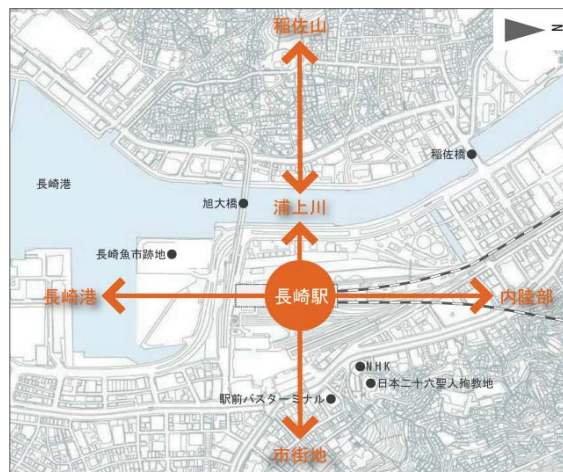 稲佐山
N
稲佐橋
長崎港
旭大橋
浦上川
長崎魚市跡地
長崎港
長崎駅
内陸部
NHK
日本二十六聖人殉教地
駅前バスターミナル
市街地